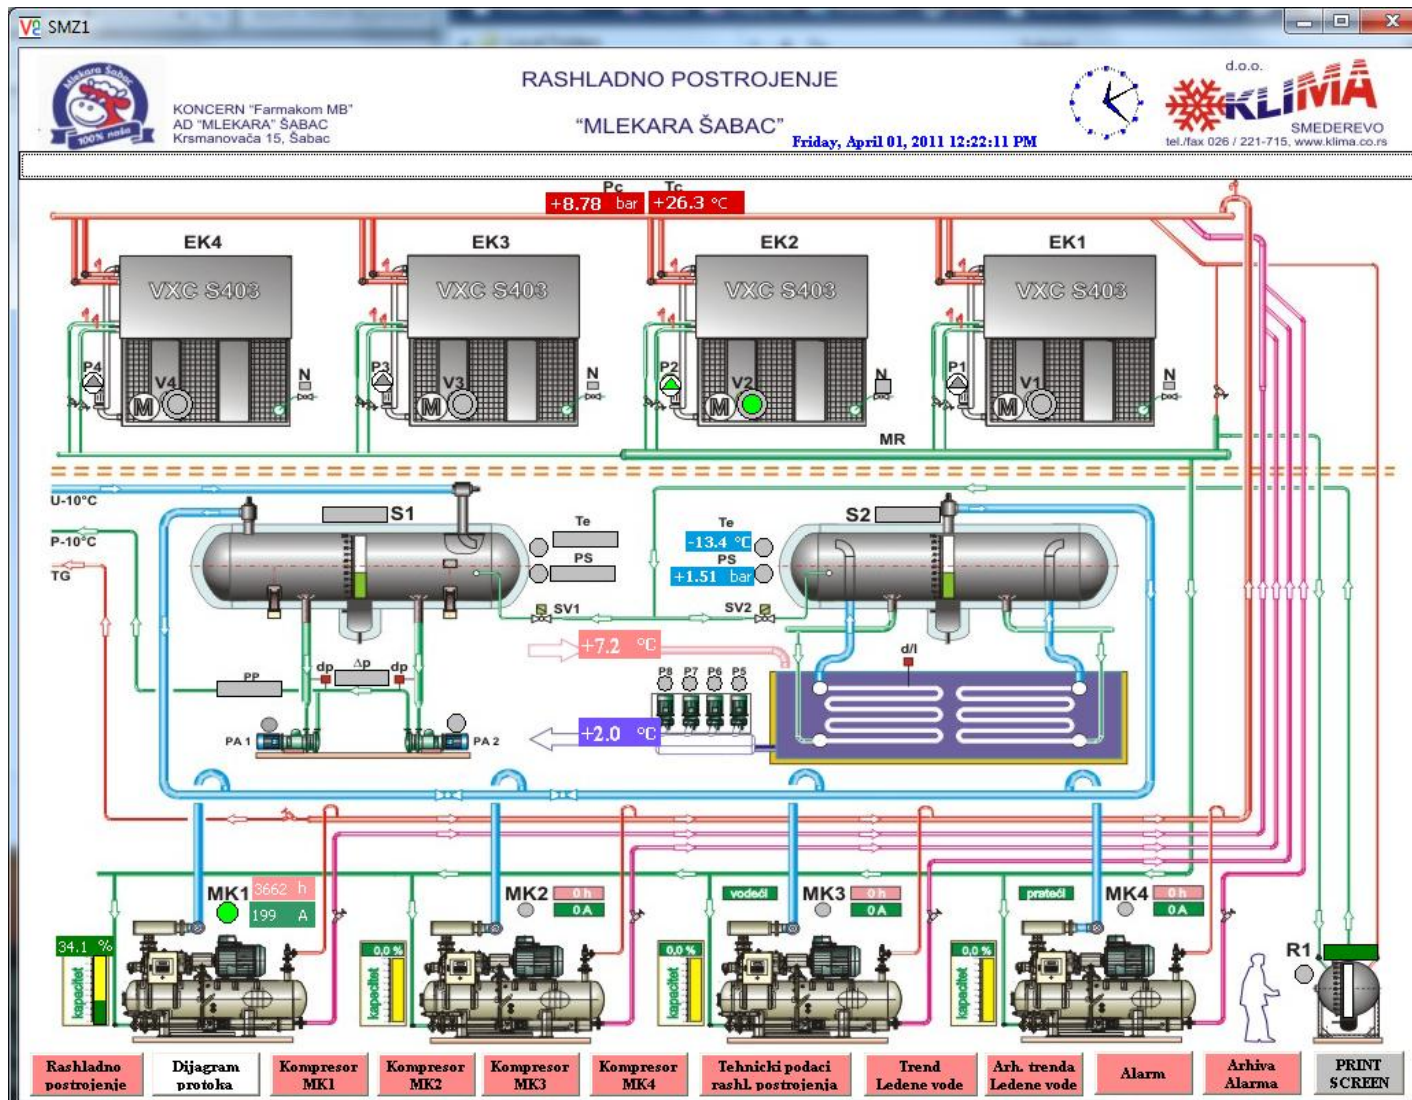 SMZ1
Mlekara Šabac
100% naša
KONCERN "Farmakom MB"
AD "MLEKARA" ŠABAC
Krsmanovača 15, Šabac
RASHLADNO POSTROJENJE
"MLEKARA ŠABAC"
Friday, April 01, 2011 12:22:11 PM
d.o.o.
KLIMA
SMEDEREVO
tel./fax 026 / 221-715, www.klima.co.rs
Pc Tc
+8.78 bar +26.3 °C
EK4 EK3 EK2 EK1
VXC S403 VXC S403 VXC S403 VXC S403
P4 V4 N P3 V3 N P2 V2 N P1 V1 N
M M M M
MR
U-10°C
P-10°C
TG
S1 Te
PS
S2
Te
-13.4 °C
PS
+1.51 bar
SV1 SV2
+7.2 °C
d/l
dp Δp dp
PP
P8 P7 P6 P5
PA 1 PA 2
+2.0 °C
MK1 3662 h
199 A
MK2 0 h
0 A
vodeći MK3 0 h
0 A
prateći MK4 0 h
0 A
34.1 % 0,0 % 0,0 % 0,0 %
kapacitet kapacitet kapacitet kapacitet
R1
Rashladno
postrojenje
Dijagram
protoka
Kompresor
MK1
Kompresor
MK2
Kompresor
MK3
Kompresor
MK4
Tehnicki podaci
rashl. postrojenja
Trend
Ledene vode
Arh. trenda
Ledene vode
Alarm
Arhiva
Alarma
PRINT
SCREEN